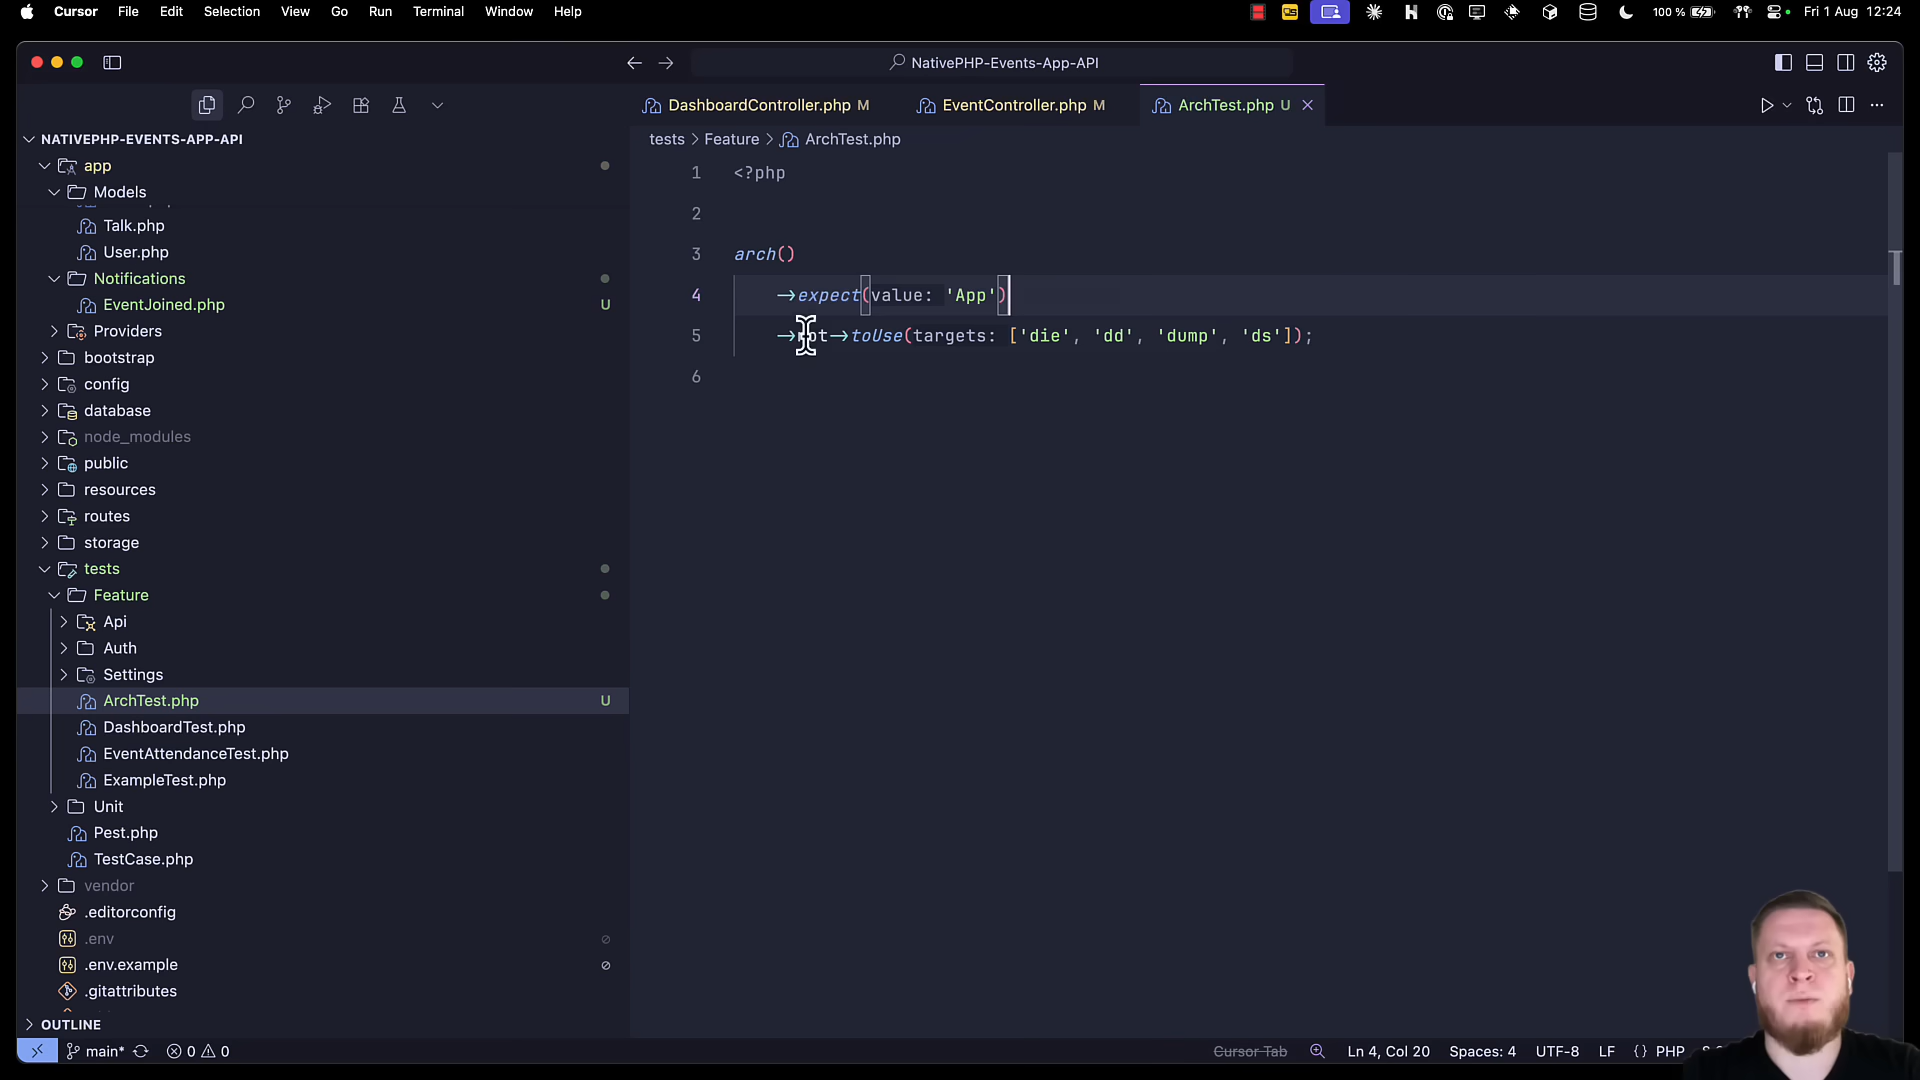 Cursor File Edit Selection View Go Run Terminal Window Help 100 % Fri 1 Aug 12:24
NativePHP-Events-App-API
DashboardController.php M EventController.php M ArchTest.php U
NATIVEPHP-EVENTS-APP-API
tests > Feature > ArchTest.php
app
Models
Talk.php
User.php
Notifications
EventJoined.php U
Providers
bootstrap
config
database
node_modules
public
resources
routes
storage
tests
Feature
Api
Auth
Settings
ArchTest.php U
DashboardTest.php
EventAttendanceTest.php
ExampleTest.php
Unit
Pest.php
TestCase.php
vendor
.editorconfig
.env
.env.example
.gitattributes
OUTLINE
1 <?php
2
3 arch()
4 ->expect(value: 'App')
5 ->not->toUse(targets: ['die', 'dd', 'dump', 'ds']);
6
main* 0 0 Cursor Tab Ln 4, Col 20 Spaces: 4 UTF-8 LF {} PHP